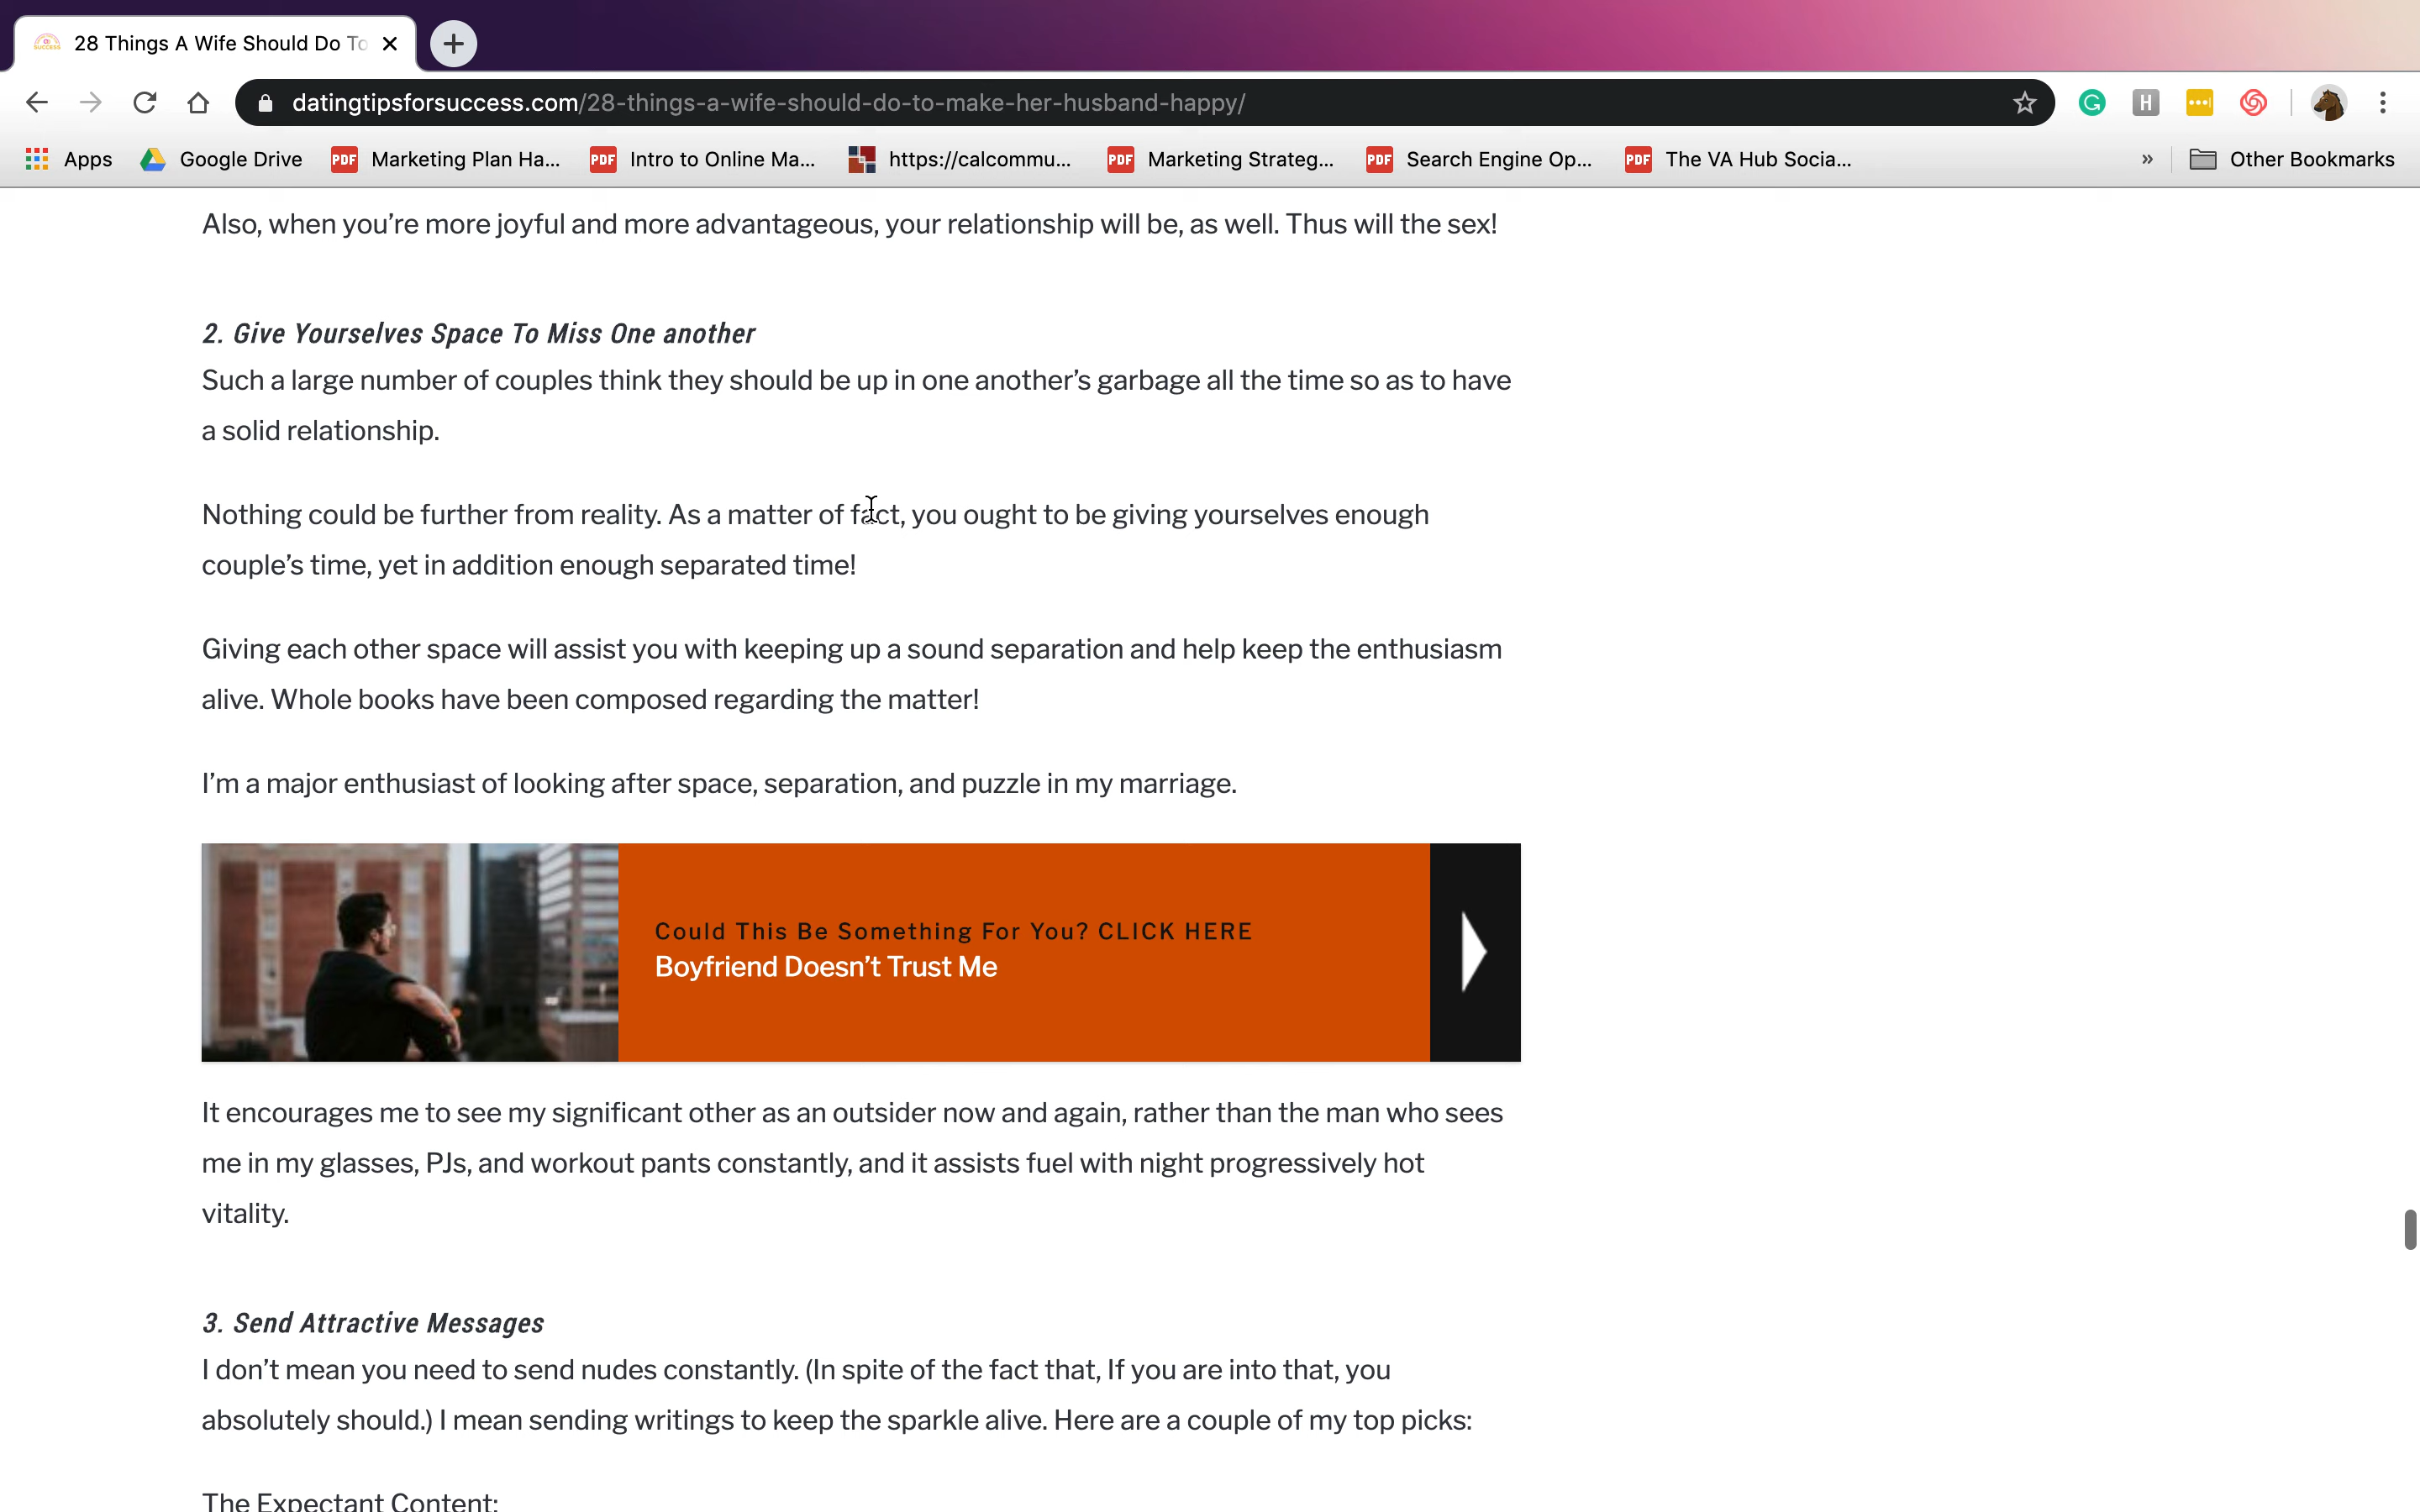 28 Things A Wife Should Do To
datingtipsforsuccess.com/28-things-a-wife-should-do-to-make-her-husband-happy/
Apps Google Drive PDF Marketing Plan Ha... PDF Intro to Online Ma... https://calcommu... PDF Marketing Strateg... PDF Search Engine Op... PDF The VA Hub Socia... » Other Bookmarks
Also, when you’re more joyful and more advantageous, your relationship will be, as well. Thus will the sex!
2. Give Yourselves Space To Miss One another
Such a large number of couples think they should be up in one another’s garbage all the time so as to have
a solid relationship.
Nothing could be further from reality. As a matter of fact, you ought to be giving yourselves enough
couple’s time, yet in addition enough separated time!
Giving each other space will assist you with keeping up a sound separation and help keep the enthusiasm
alive. Whole books have been composed regarding the matter!
I’m a major enthusiast of looking after space, separation, and puzzle in my marriage.
Could This Be Something For You? CLICK HERE
Boyfriend Doesn’t Trust Me
It encourages me to see my significant other as an outsider now and again, rather than the man who sees
me in my glasses, PJs, and workout pants constantly, and it assists fuel with night progressively hot
vitality.
3. Send Attractive Messages
I don’t mean you need to send nudes constantly. (In spite of the fact that, If you are into that, you
absolutely should.) I mean sending writings to keep the sparkle alive. Here are a couple of my top picks:
The Expectant Content: